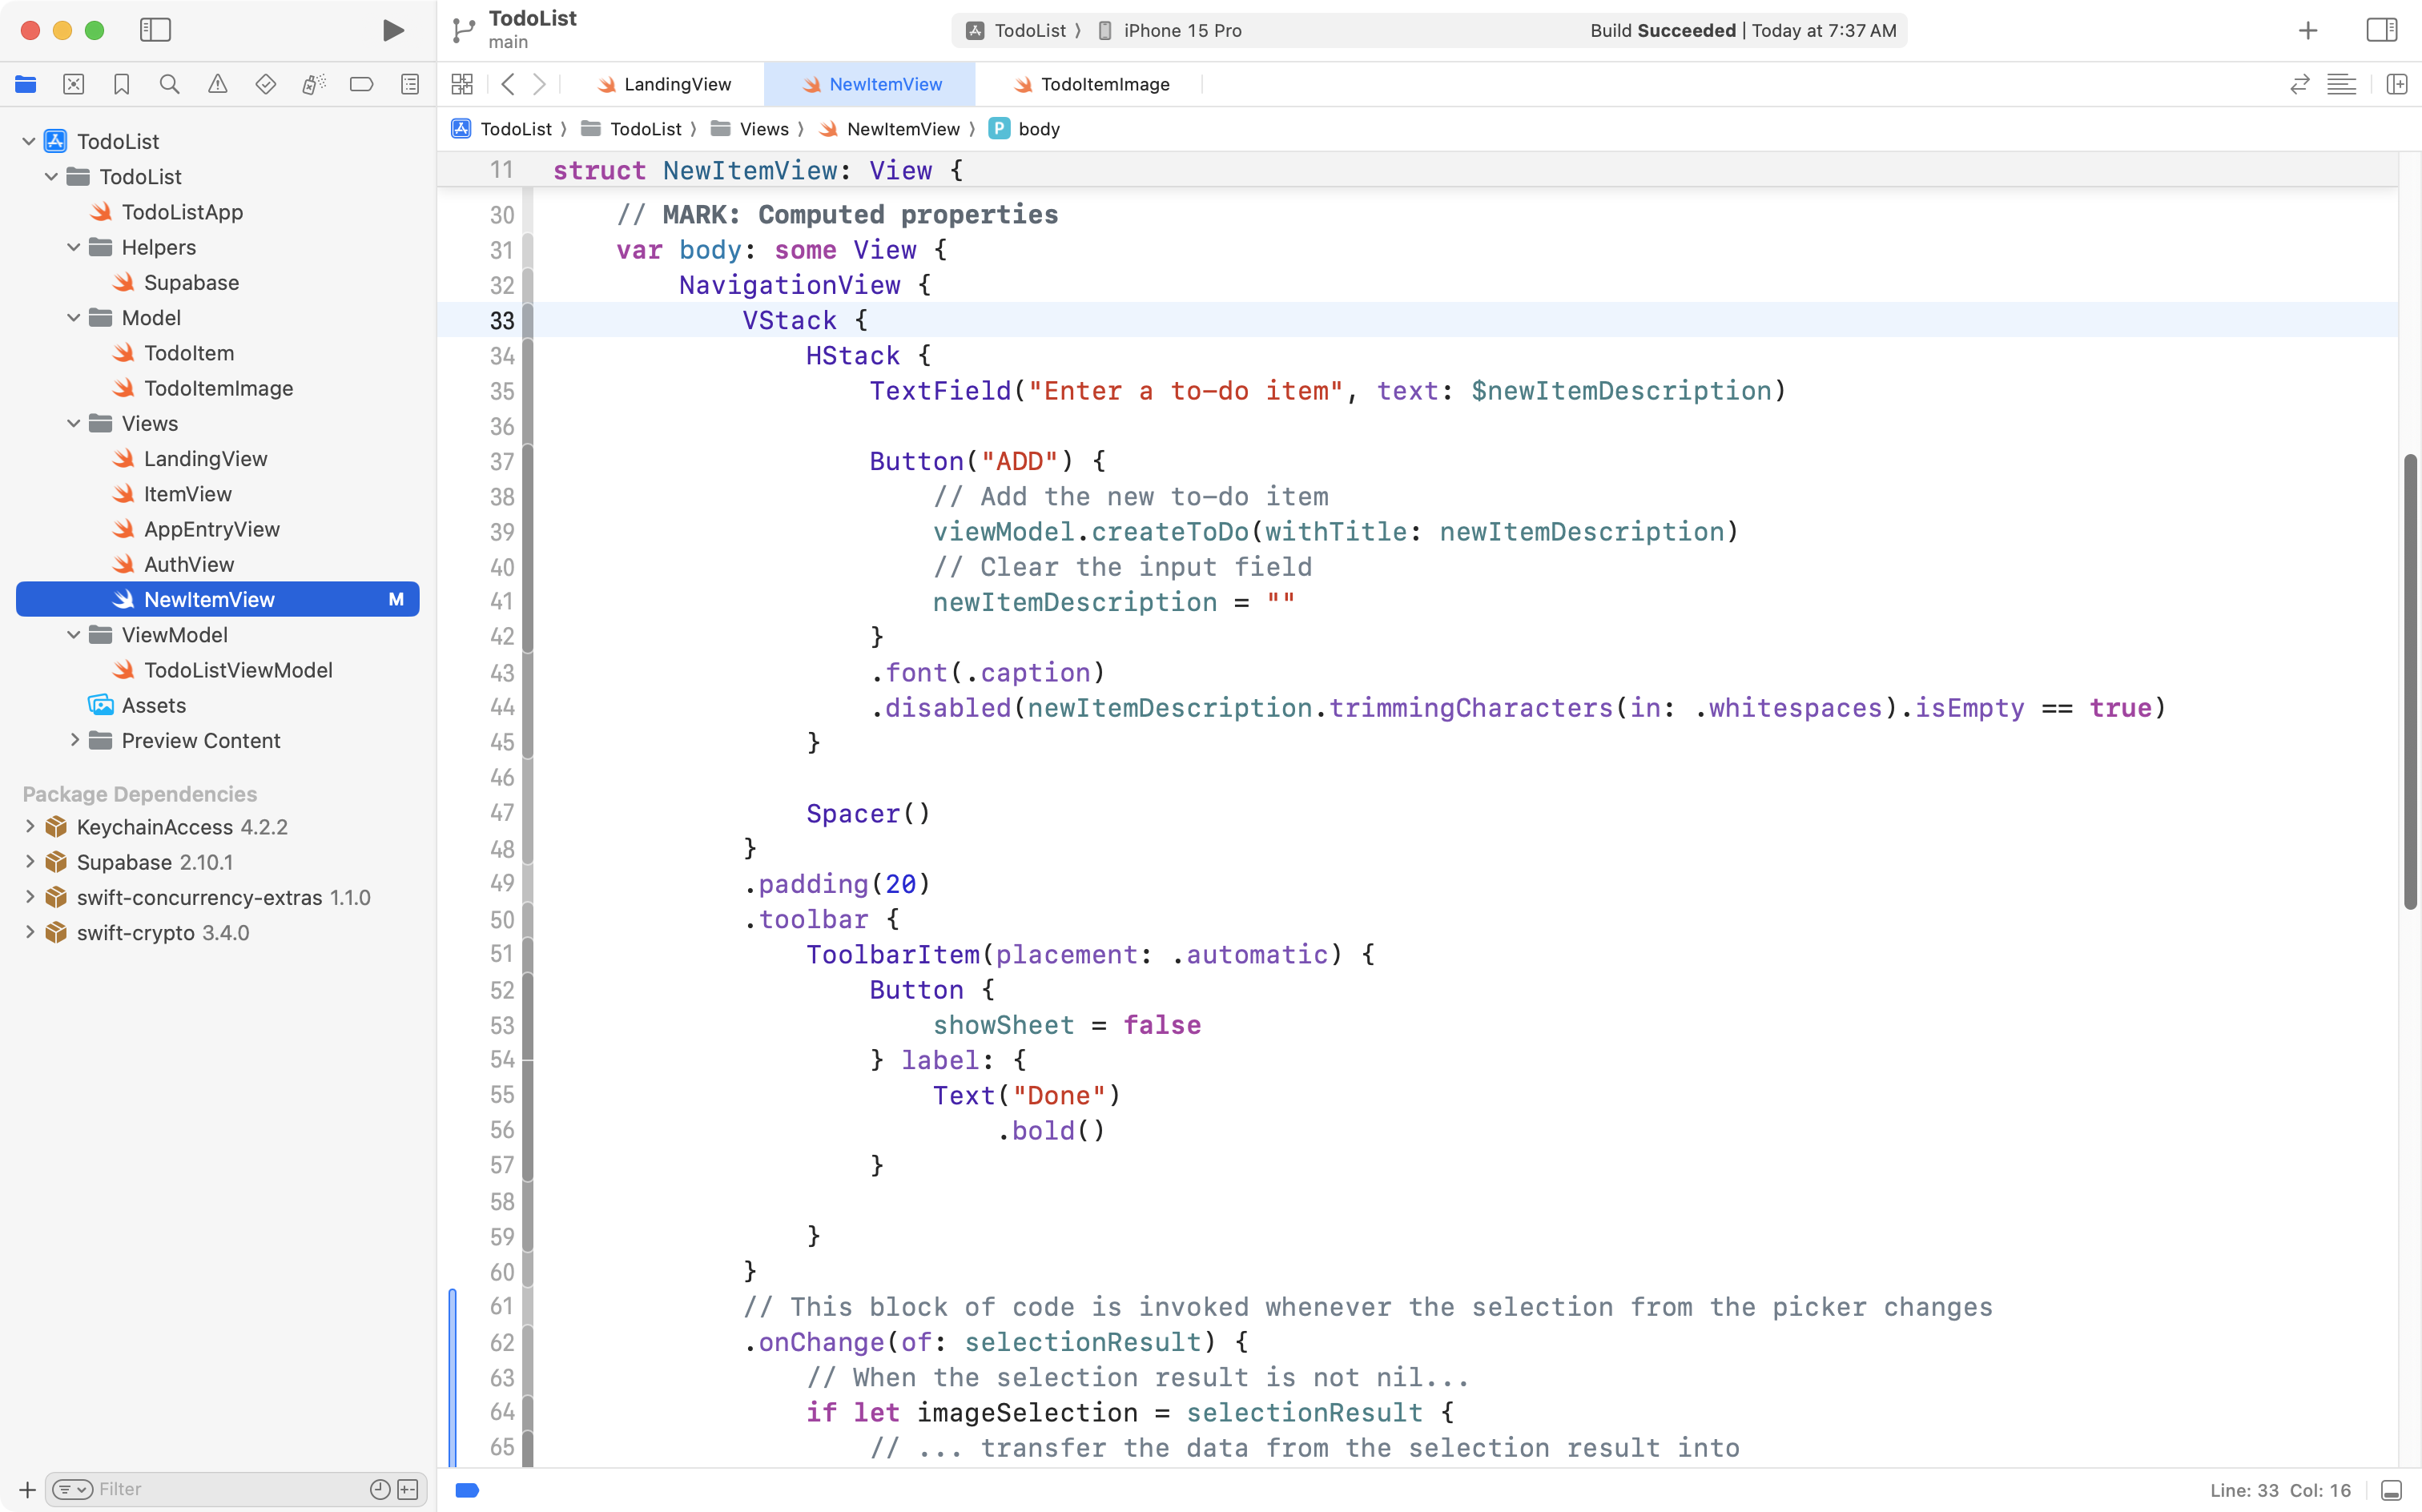 TodoList
main
TodoList 〉 iPhone 15 Pro
Build Succeeded | Today at 7:37 AM
LandingView
NewItemView
TodoItemImage
TodoList 〉 TodoList 〉 Views 〉 NewItemView 〉 P body
TodoList
TodoList
TodoListApp
Helpers
Supabase
Model
TodoItem
TodoItemImage
Views
LandingView
ItemView
AppEntryView
AuthView
NewItemView M
ViewModel
TodoListViewModel
Assets
Preview Content
Package Dependencies
KeychainAccess 4.2.2
Supabase 2.10.1
swift-concurrency-extras 1.1.0
swift-crypto 3.4.0
Filter
11 struct NewItemView: View {
30 // MARK: Computed properties
31 var body: some View {
32 NavigationView {
33 VStack {
34 HStack {
35 TextField("Enter a to-do item", text: $newItemDescription)
36
37 Button("ADD") {
38 // Add the new to-do item
39 viewModel.createToDo(withTitle: newItemDescription)
40 // Clear the input field
41 newItemDescription = ""
42 }
43 .font(.caption)
44 .disabled(newItemDescription.trimmingCharacters(in: .whitespaces).isEmpty == true)
45 }
46
47 Spacer()
48 }
49 .padding(20)
50 .toolbar {
51 ToolbarItem(placement: .automatic) {
52 Button {
53 showSheet = false
54 } label: {
55 Text("Done")
56 .bold()
57 }
58
59 }
60 }
61 // This block of code is invoked whenever the selection from the picker changes
62 .onChange(of: selectionResult) {
63 // When the selection result is not nil...
64 if let imageSelection = selectionResult {
65 // ... transfer the data from the selection result into
Line: 33 Col: 16